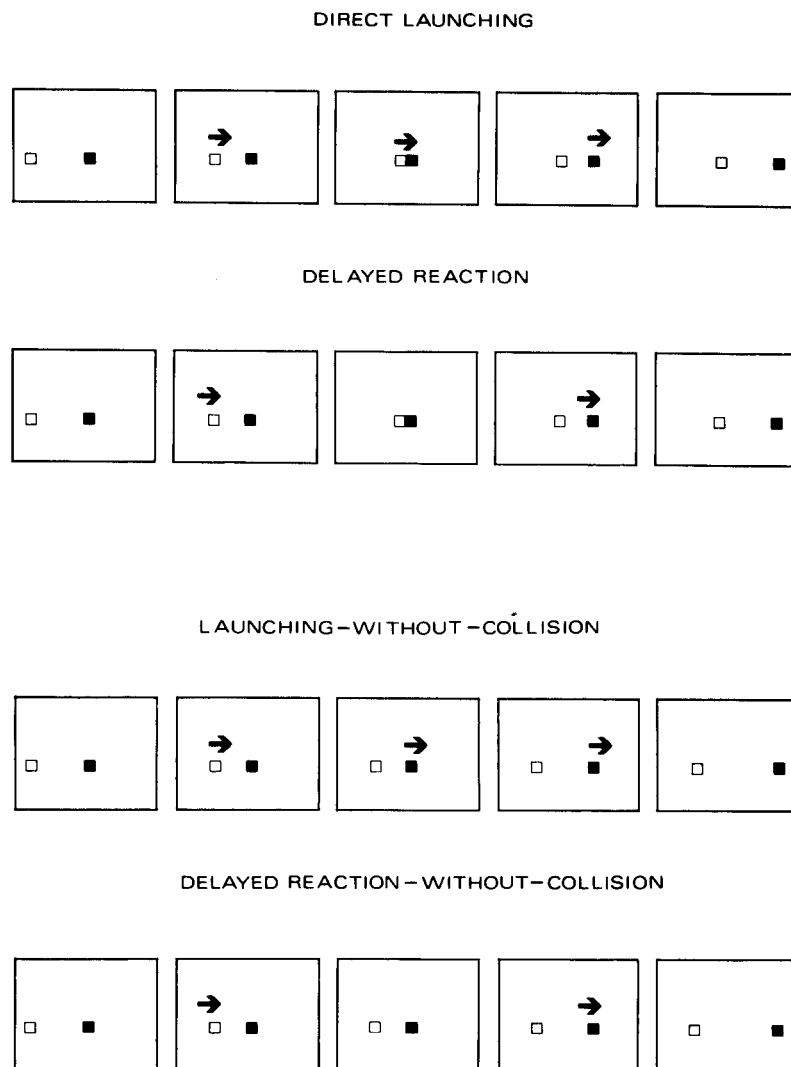 DIRECT LAUNCHING
DELAYED REACTION
LAUNCHING-WITHOUT-COLLISION
DELAYED REACTION-WITHOUT-COLLISION